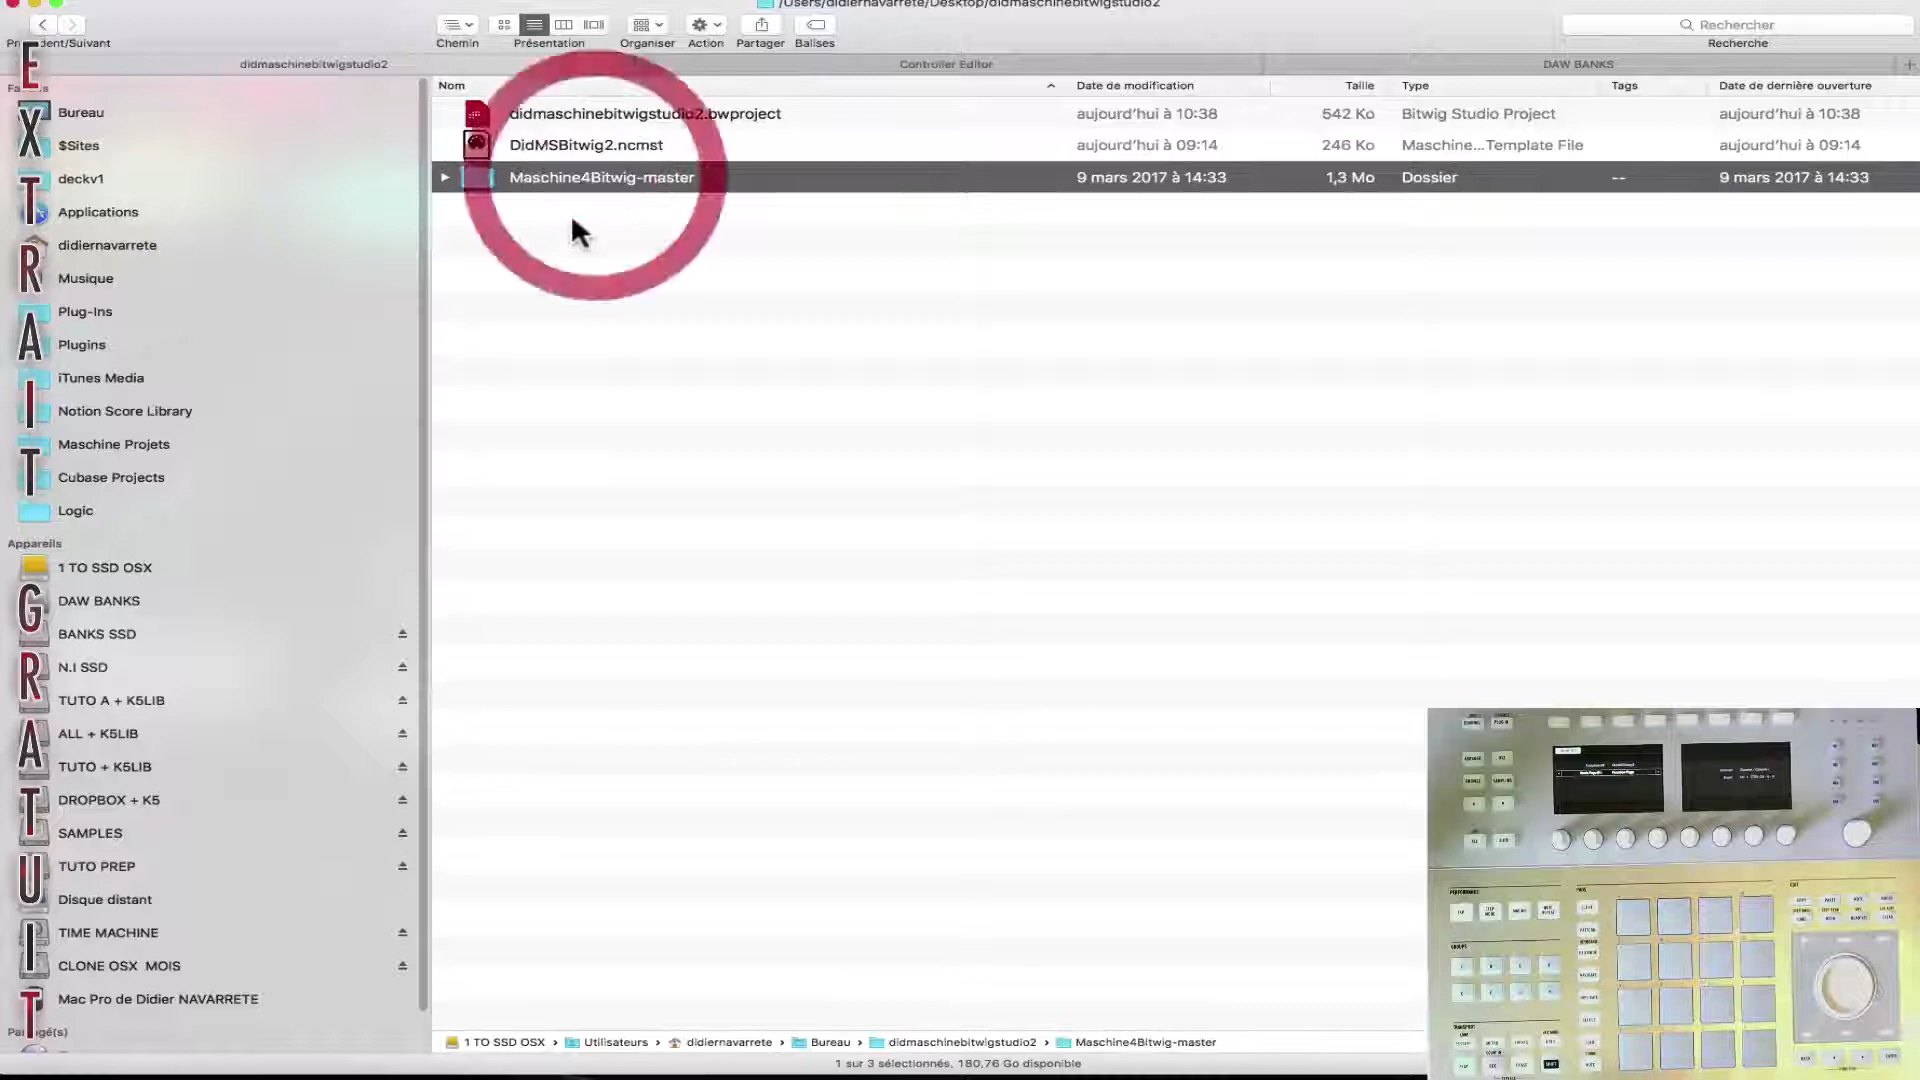 /Users/didiernavarrete/Desktop/didmaschinebitwigstudio2
Rechercher
Chemin
Présentation
Organiser
Action
Partager
Balises
Recherche
didmaschinebitwigstudio2
Controller Editor
DAW BANKS
Nom
Date de modification
Taille
Type
Tags
Date de dernière ouverture
didmaschinebitwigstudio2.bwproject
aujourd'hui à 10:38
542 Ko
Bitwig Studio Project
aujourd'hui à 10:38
DidMSBitwig2.ncmst
aujourd'hui à 09:14
246 Ko
Maschine...Template File
aujourd'hui à 09:14
Maschine4Bitwig-master
9 mars 2017 à 14:33
1,3 Mo
Dossier
--
9 mars 2017 à 14:33
Bureau
$Sites
deckv1
Applications
didiernavarrete
Musique
Plug-Ins
Plugins
iTunes Media
Notion Score Library
Maschine Projets
Cubase Projects
Logic
Appareils
1 TO SSD OSX
DAW BANKS
BANKS SSD
N.I SSD
TUTO A + K5LIB
ALL + K5LIB
TUTO + K5LIB
DROPBOX + K5
SAMPLES
TUTO PREP
Disque distant
TIME MACHINE
CLONE OSX MOIS
Mac Pro de Didier NAVARRETE
EXTRAIT
GRATUIT
1 TO SSD OSX › Utilisateurs › didiernavarrete › Bureau › didmaschinebitwigstudio2 › Maschine4Bitwig-master
1 sur 3 sélectionnés, 180,76 Go disponible